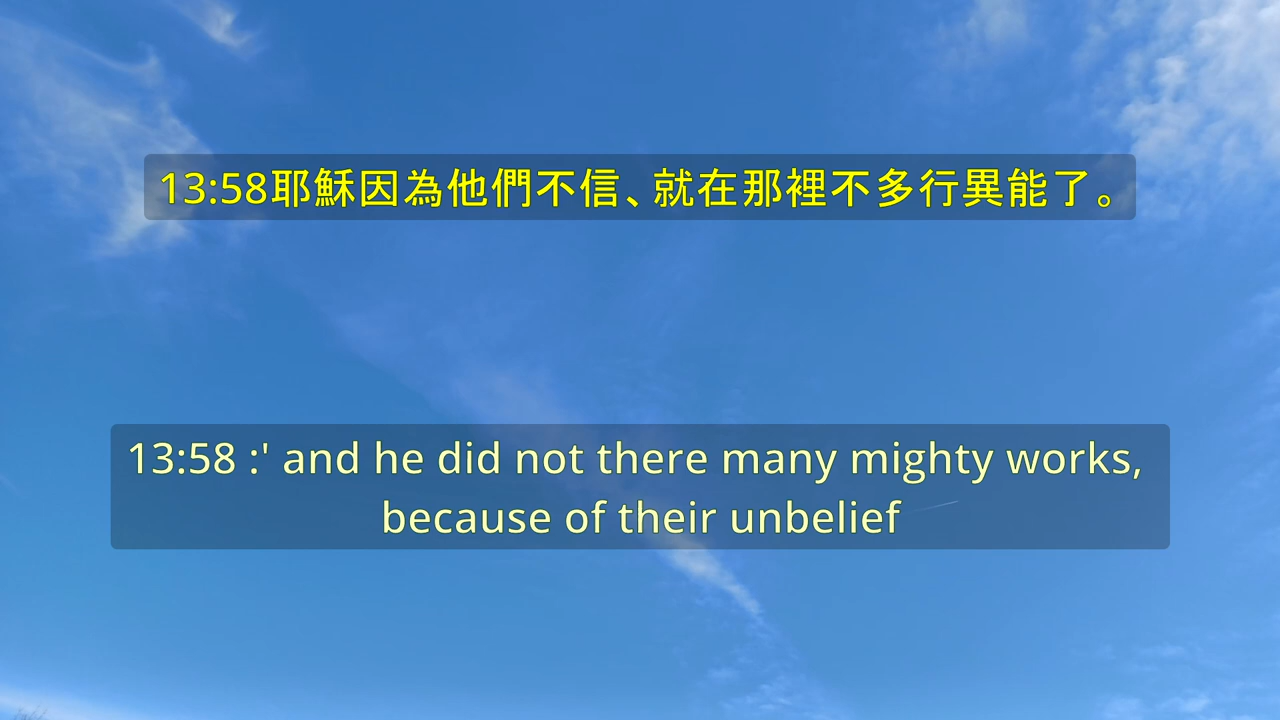 13:58耶穌因為他們不信、就在那裡不多行異能了。
13:58 :' and he did not there many mighty works,
because of their unbelief